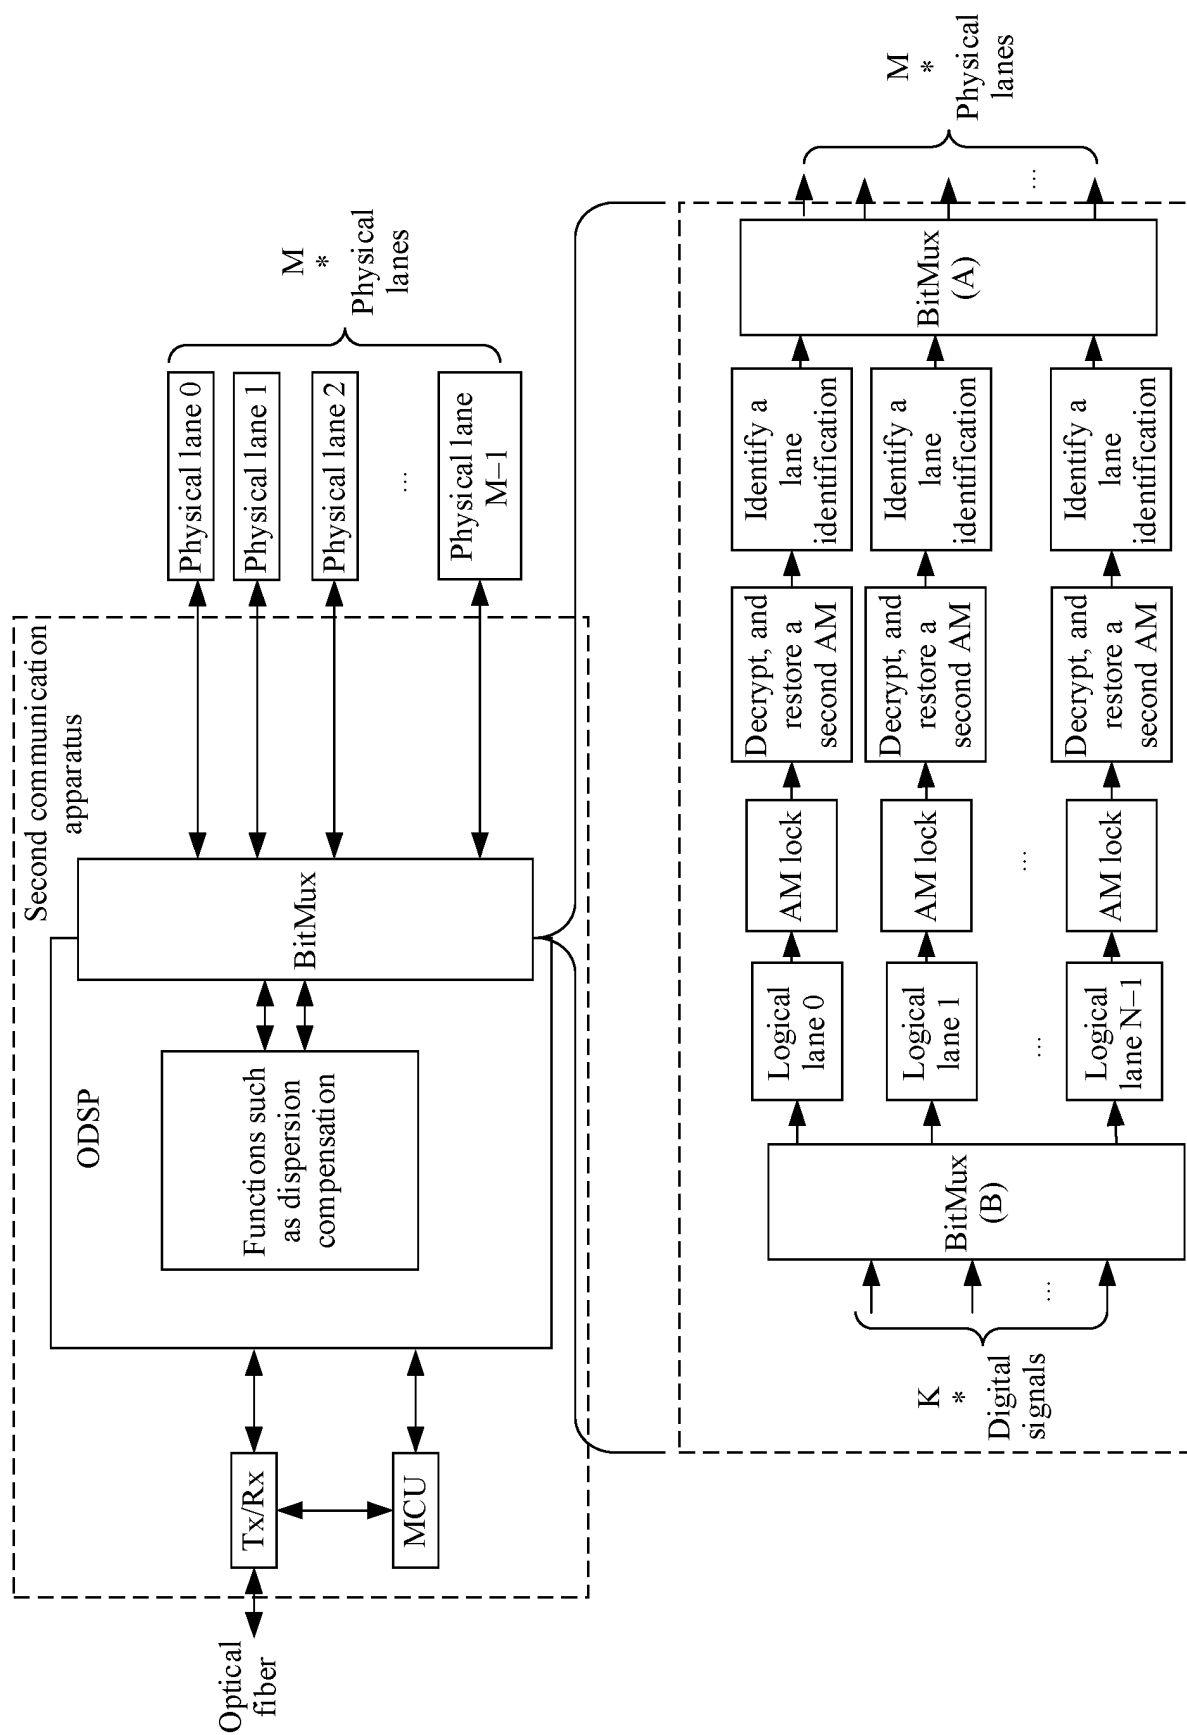 Second communication
apparatus
ODSP
Optical
fiber
Tx/Rx
MCU
Functions such
as dispersion
compensation
BitMux
Physical lane 0
Physical lane 1
Physical lane 2
...
Physical lane
M–1
M
*
Physical
lanes
K
*
Digital
signals
...
BitMux
(B)
Logical
lane 0
AM lock
Decrypt, and
restore a
second AM
Identify a
lane
identification
Logical
lane 1
AM lock
Decrypt, and
restore a
second AM
Identify a
lane
identification
...
...
Logical
lane N–1
AM lock
Decrypt, and
restore a
second AM
Identify a
lane
identification
BitMux
(A)
...
M
*
Physical
lanes